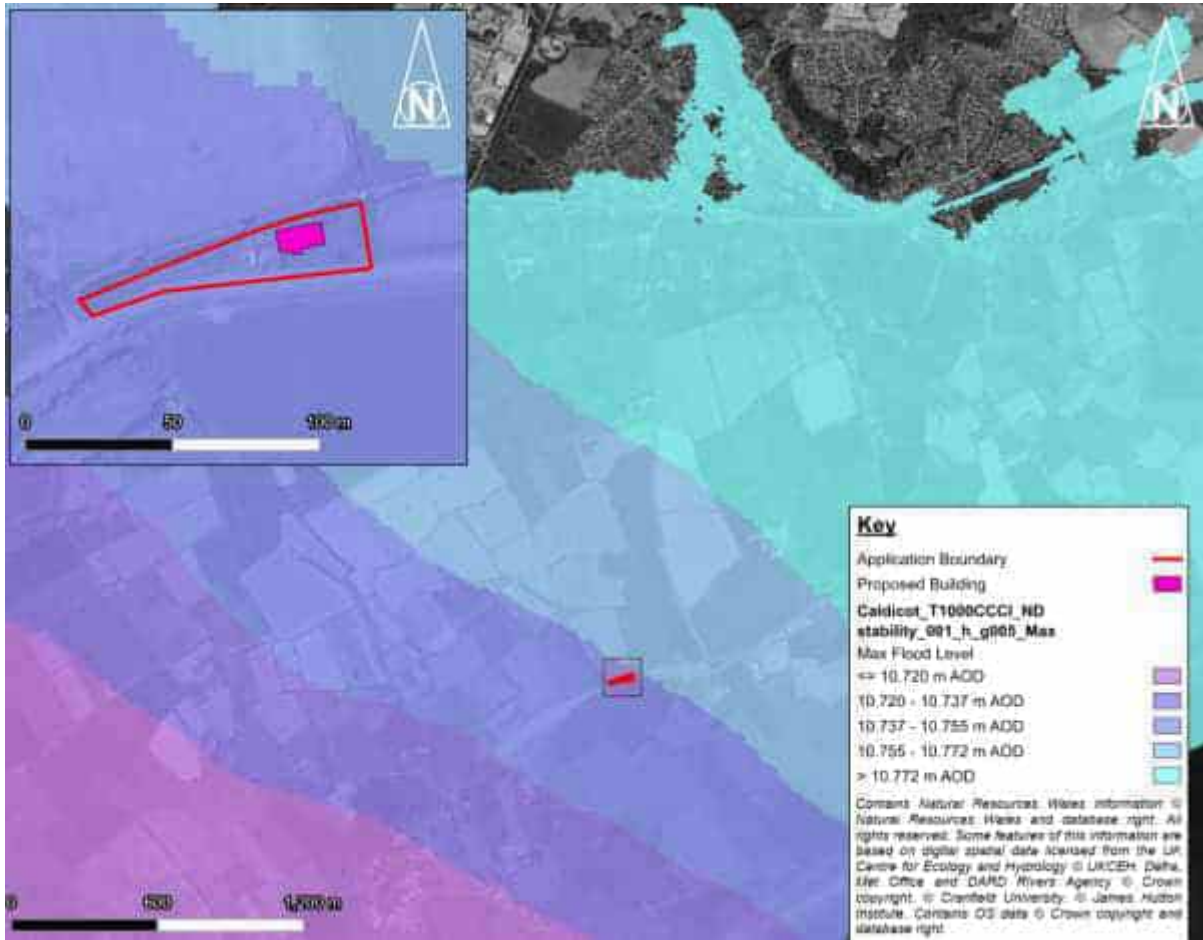 N
N
0
50
100 m
0
600
1,200 m
Key
Application Boundary
Proposed Building
Caldicot_T1000CCCI_ND
stability_001_h_g005_Max
Max Flood Level
<= 10.720 m AOD
10.720 - 10.737 m AOD
10.737 - 10.755 m AOD
10.755 - 10.772 m AOD
> 10.772 m AOD
Contains Natural Resources Wales information ©
Natural Resources Wales and database right. All
rights reserved. Some features of this information are
based on digital spatial data licensed from the UK
Centre for Ecology and Hydrology © UKCEH. Defra,
Met Office and DARD Rivers Agency © Crown
copyright. © Cranfield University. © James Hutton
Institute. Contains OS data © Crown copyright and
database right